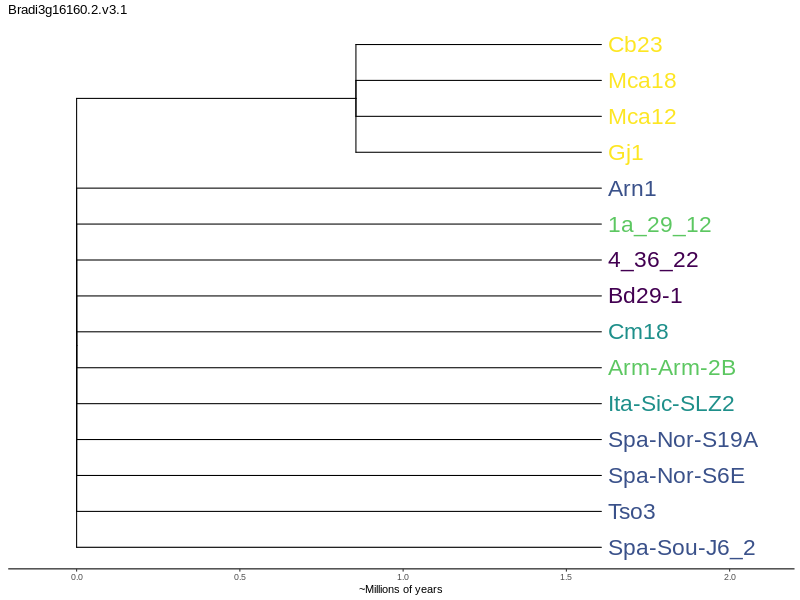 Bradi3g16160.2.v3.1
Cb23
Mca18
Mca12
Gj1
Arn1
1a_29_12
4_36_22
Bd29-1
Cm18
Arm-Arm-2B
Ita-Sic-SLZ2
Spa-Nor-S19A
Spa-Nor-S6E
Tso3
Spa-Sou-J6_2
0.0 0.5 1.0 1.5 2.0
~Millions of years